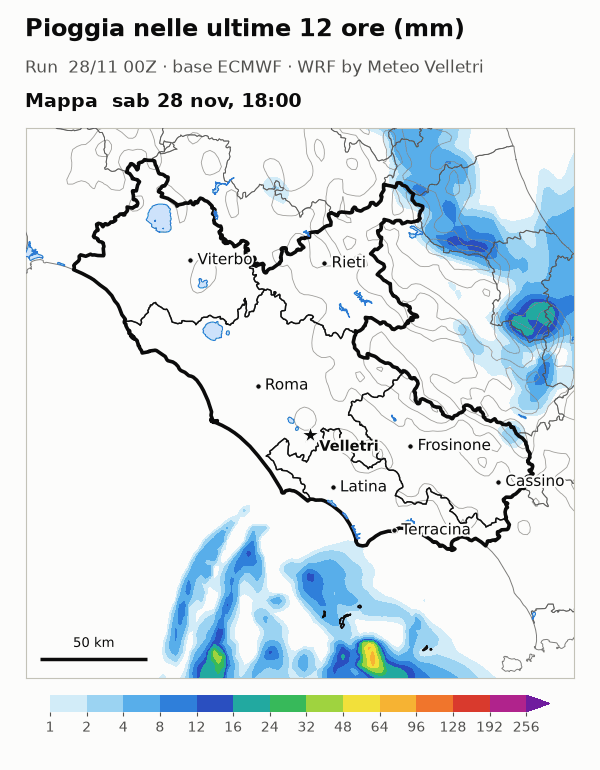 Pioggia nelle ultime 12 ore (mm)
Run 28/11 00Z · base ECMWF · WRF by Meteo Velletri
Mappa sab 28 nov, 18:00
Viterbo
Rieti
Roma
Velletri
Frosinone
Latina
Cassino
Terracina
50 km
1 2 4 8 12 16 24 32 48 64 96 128 192 256